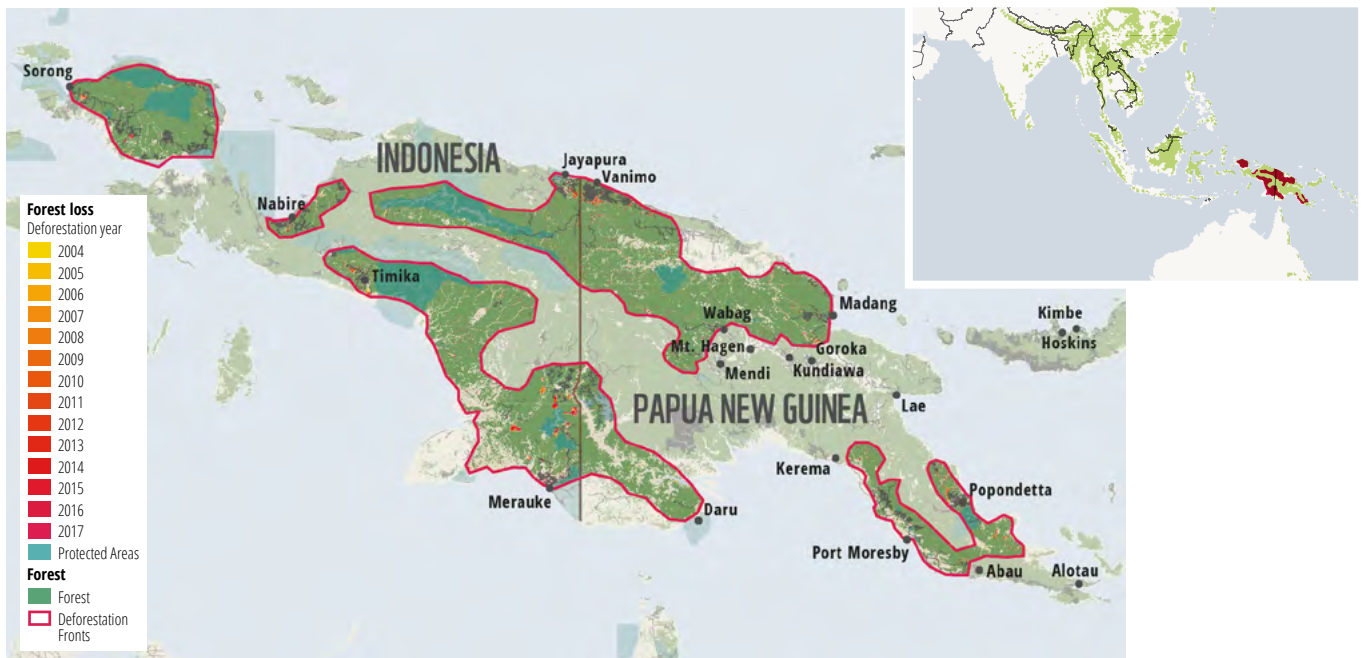 Sorong
INDONESIA
Jayapura
Vanimo
Nabire
Timika
Wabag
Madang
Mt. Hagen
Goroka
Kundiawa
Mendi
PAPUA NEW GUINEA
Lae
Kimbe
Hoskins
Kerema
Merauke
Daru
Popondetta
Port Moresby
Abau
Alotau
Forest loss
Deforestation year
2004
2005
2006
2007
2008
2009
2010
2011
2012
2013
2014
2015
2016
2017
Protected Areas
Forest
Forest
Deforestation
Fronts